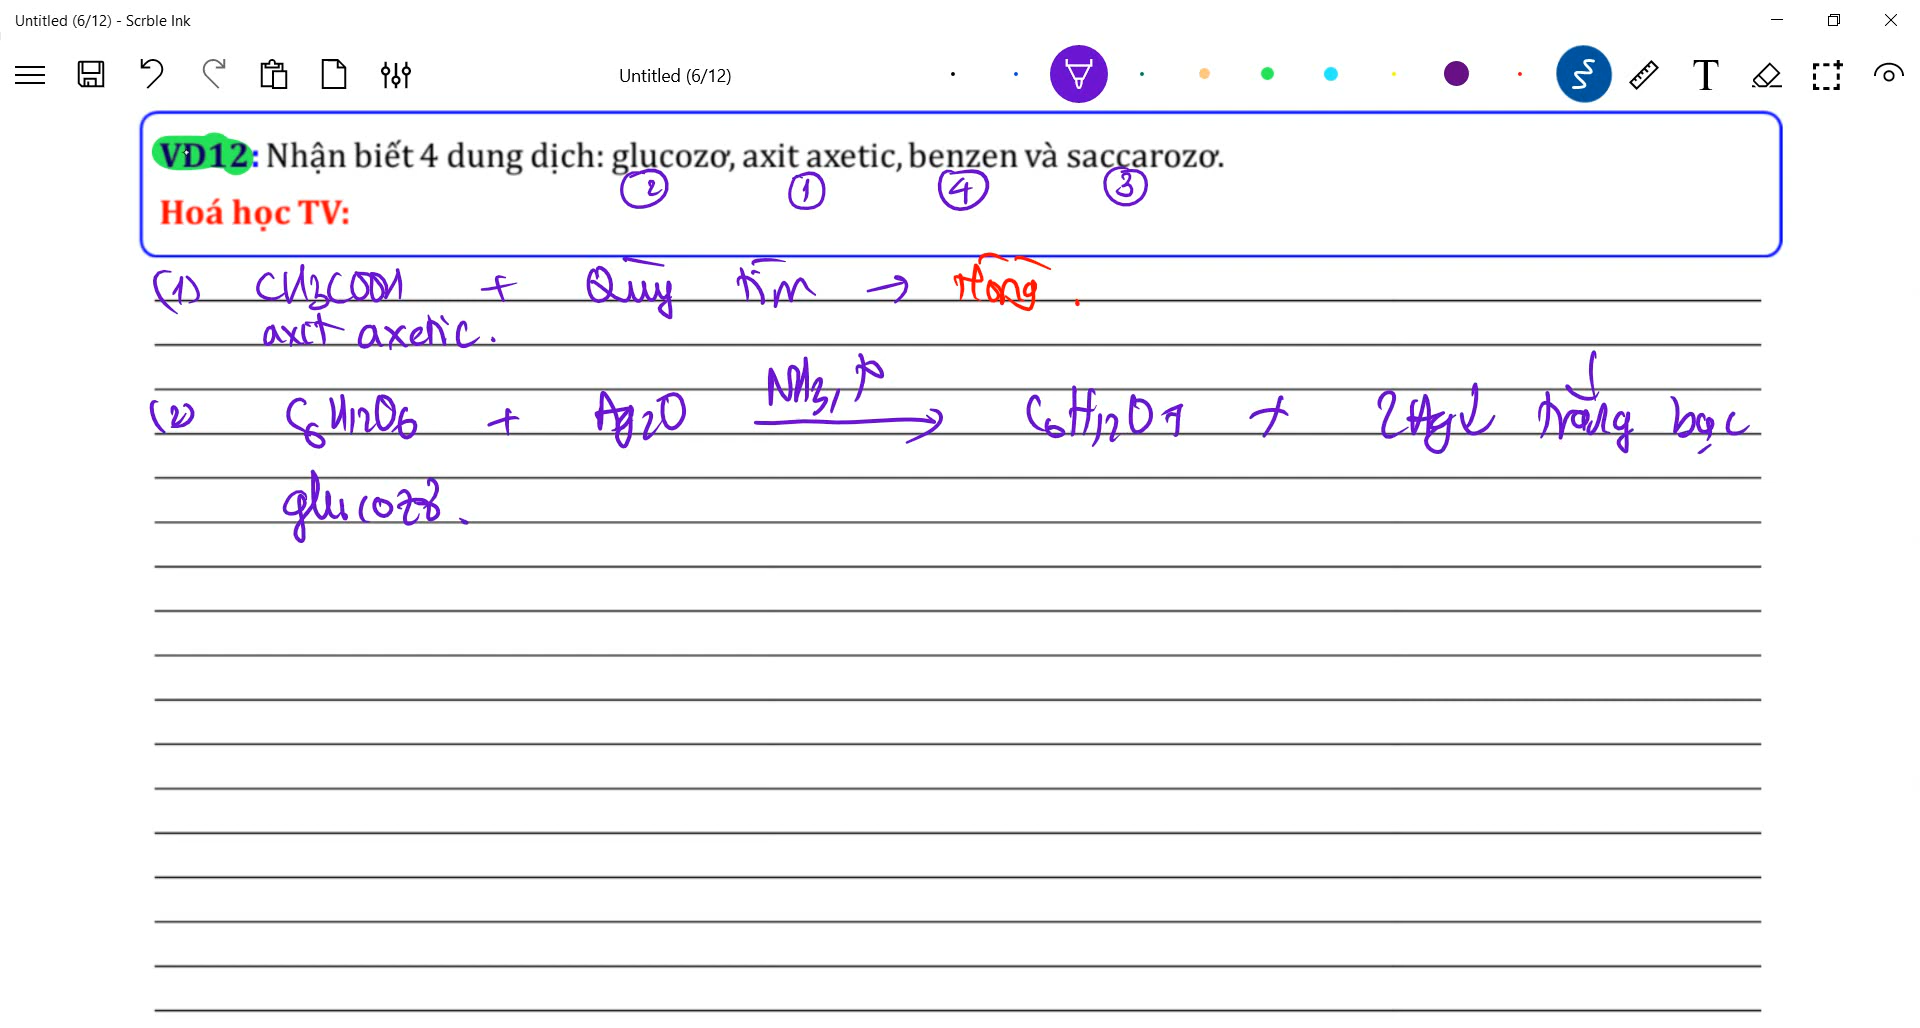 Untitled (6/12) - Scrble Ink
Untitled (6/12)
T
VD12: Nhận biết 4 dung dịch: glucozơ, axit axetic, benzen và saccarozơ.
2 1 4 3
Hoá học TV:
(1) CH3COOH + Quỳ tím → Hồng.
axit axetic.
NH3, t°
(2) C6H12O6 + Ag2O → C6H12O7 + 2Ag↓ trắng bạc
glucozơ.